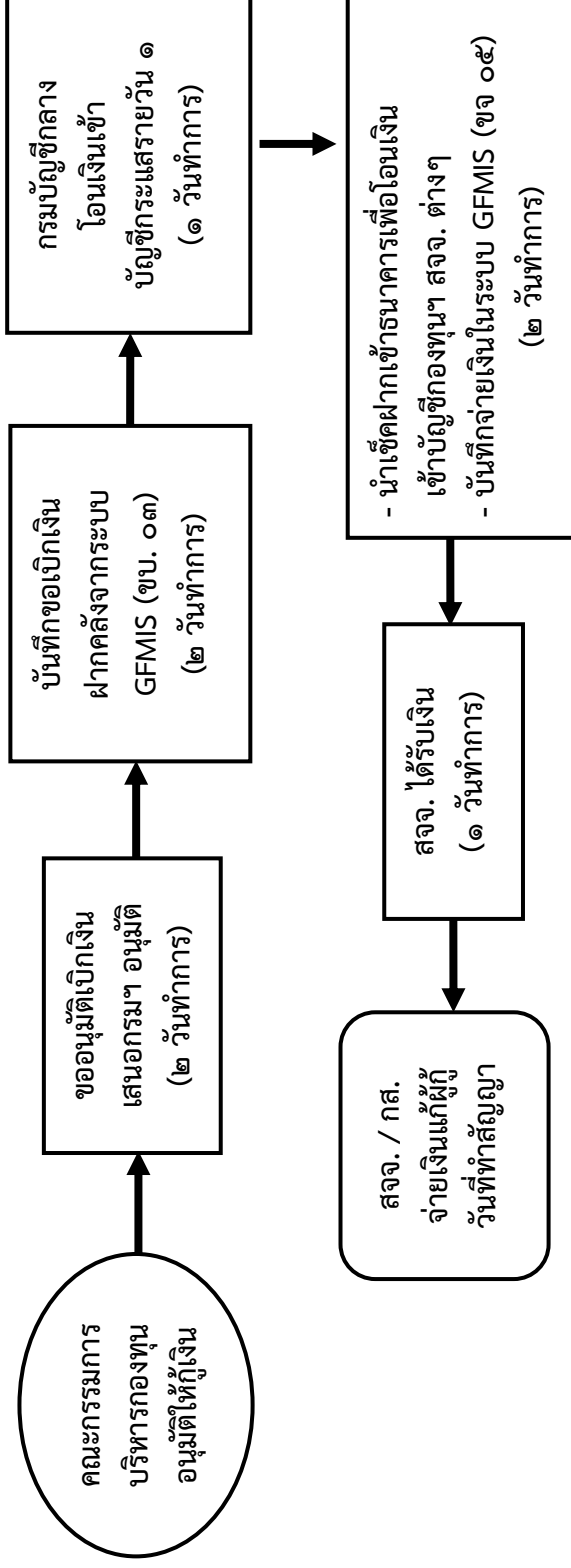 คณะกรรมการ
บริหารกองทุน
อนุมัติให้กู้เงิน
ขออนุมัติเบิกเงิน
เสนอกรมฯ อนุมัติ
(๒ วันทำการ)
บันทึกขอเบิกเงิน
ฝากคลังจากระบบ
GFMIS (ขบ. ๐๓)
(๒ วันทำการ)
กรมบัญชีกลาง
โอนเงินเข้า
บัญชีกระแสรายวัน ๑
(๑ วันทำการ)
- นำเช็คฝากเข้าธนาคารเพื่อโอนเงิน
เข้าบัญชีกองทุนฯ สจจ. ต่างๆ
- บันทึกจ่ายเงินในระบบ GFMIS (ขจ ๐๕)
(๒ วันทำการ)
สจจ. ได้รับเงิน
(๑ วันทำการ)
สจจ. / กส.
จ่ายเงินแก้ผู้กู้
วันที่ทำสัญญา